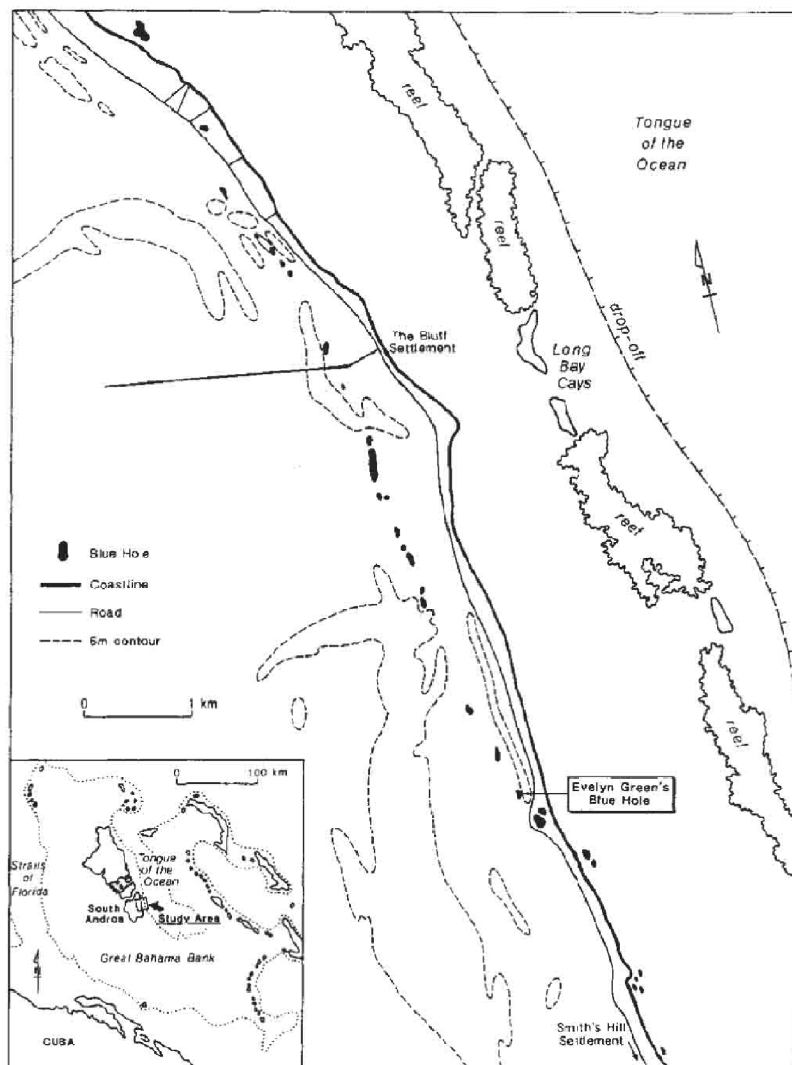 reef
Tongue
of the
Ocean
reef
N
drop-off
The Bluff
Settlement
Long
Bay
Cays
reef
Blue Hole
Coastline
Road
6m contour
0 1 km
reef
Evelyn Green's
Blue Hole
0 100 km
Straits
of
Florida
Tongue
of the
Ocean
South
Andros
Study Area
Great Bahama Bank
N
CUBA
Smith's Hill
Settlement